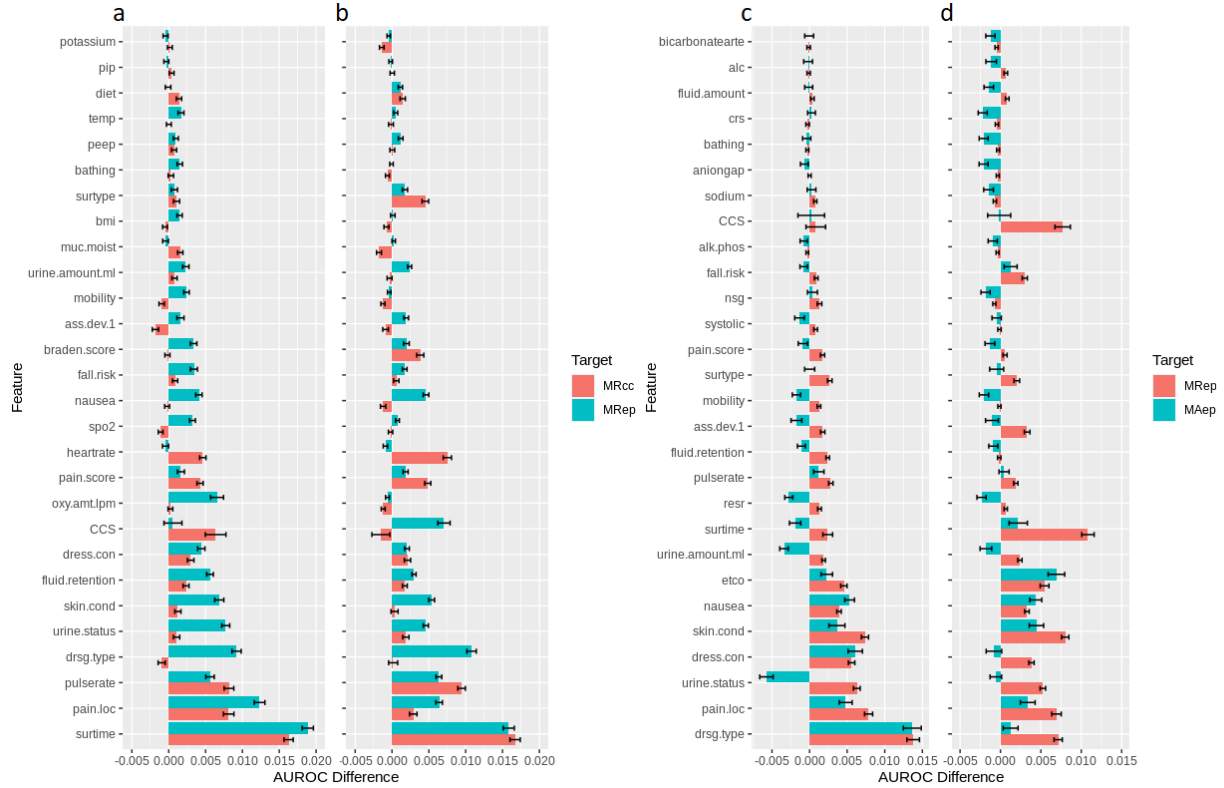 a
b
c
d
potassium
pip
diet
temp
peep
bathing
surtype
bmi
muc.moist
urine.amount.ml
mobility
ass.dev.1
braden.score
fall.risk
nausea
spo2
heartrate
pain.score
oxy.amt.lpm
CCS
dress.con
fluid.retention
skin.cond
urine.status
drsg.type
pulserate
pain.loc
surtime
Feature
-0.005 0.000 0.005 0.010 0.015 0.020
-0.005 0.000 0.005 0.010 0.015 0.020
AUROC Difference
Target
MRcc
MRep
bicarbonatearte
alc
fluid.amount
crs
bathing
aniongap
sodium
CCS
alk.phos
fall.risk
nsg
systolic
pain.score
surtype
mobility
ass.dev.1
fluid.retention
pulserate
resr
surtime
urine.amount.ml
etco
nausea
skin.cond
dress.con
urine.status
pain.loc
drsg.type
Feature
-0.005 0.000 0.005 0.010 0.015
-0.005 0.000 0.005 0.010 0.015
AUROC Difference
Target
MRep
MAep